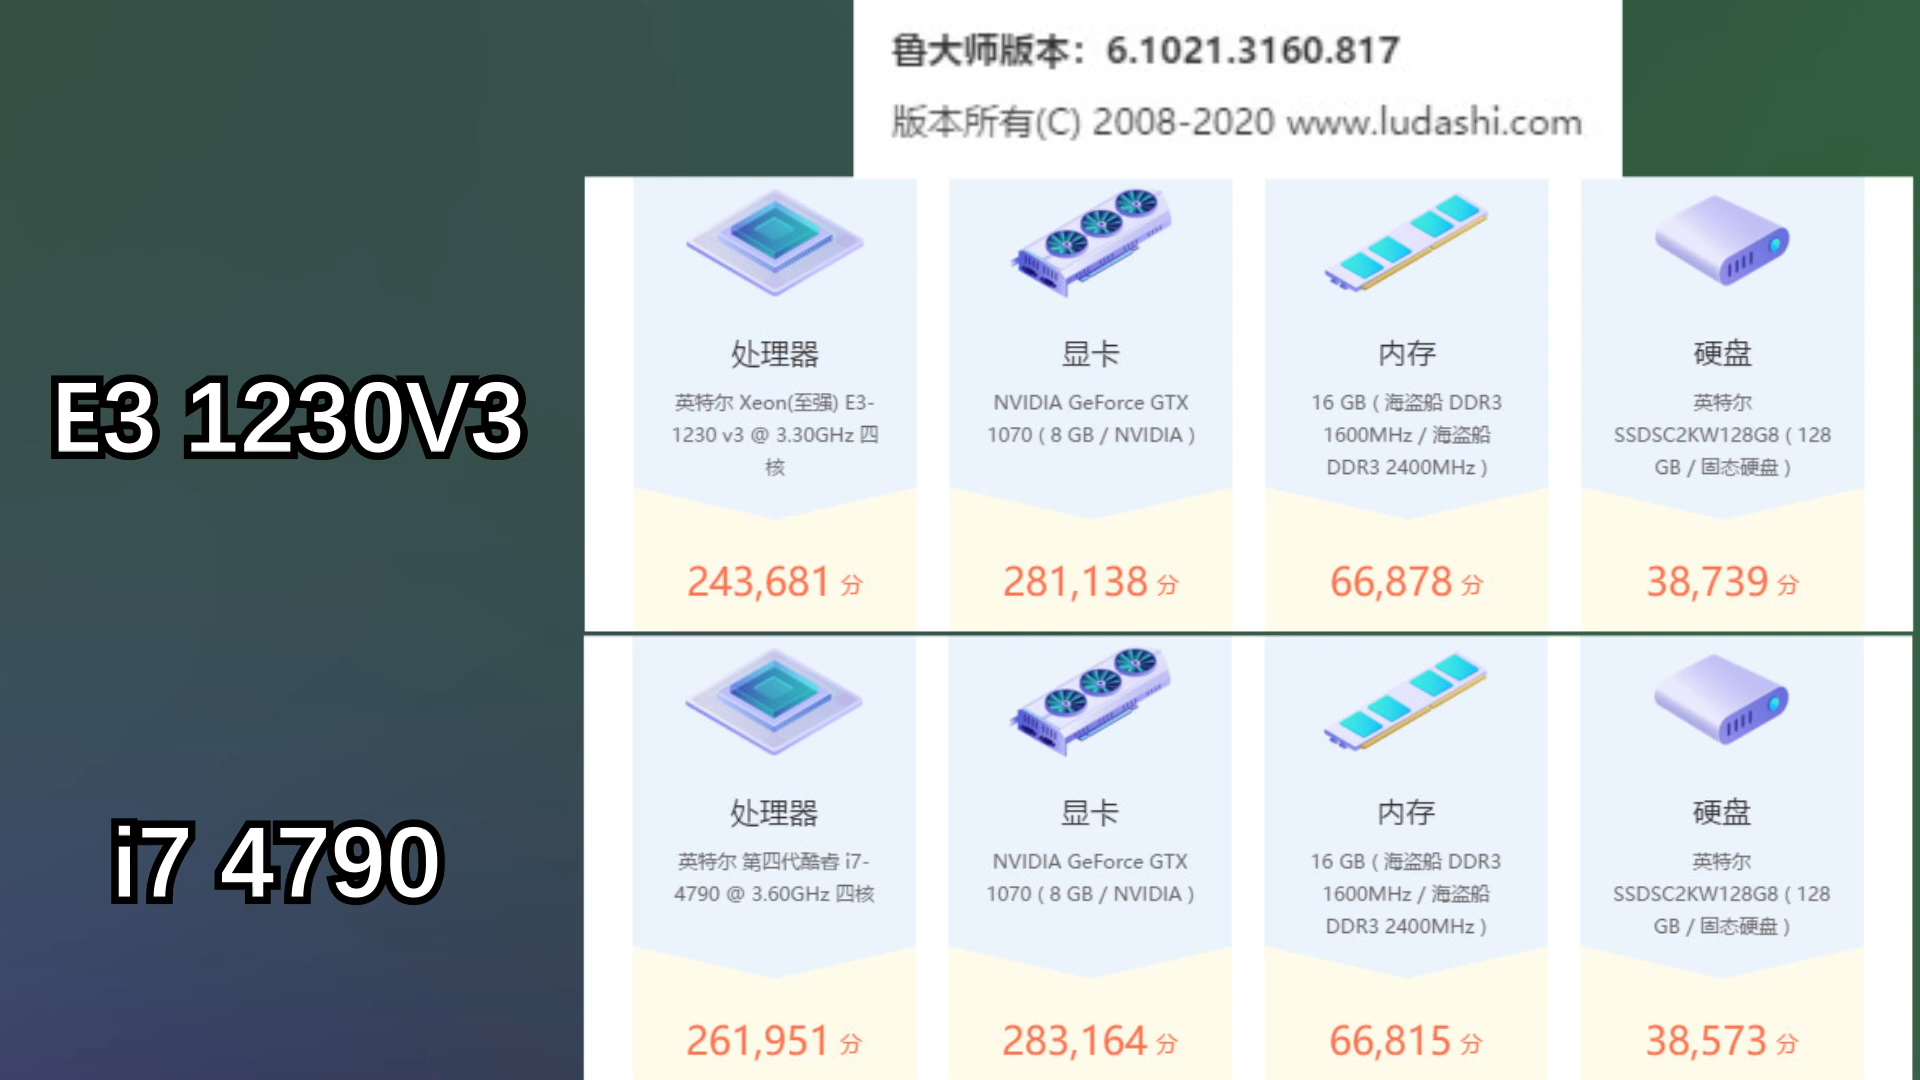 鲁大师版本：6.1021.3160.817
版权所有(C) 2008-2020 www.ludashi.com
E3 1230V3
处理器
英特尔 Xeon(至强) E3-
1230 v3 @ 3.30GHz 四
核
243,681 分
显卡
NVIDIA GeForce GTX
1070 ( 8 GB / NVIDIA )
281,138 分
内存
16 GB ( 海盗船 DDR3
1600MHz / 海盗船
DDR3 2400MHz )
66,878 分
硬盘
英特尔
SSDSC2KW128G8 ( 128
GB / 固态硬盘 )
38,739 分
i7 4790
处理器
英特尔 第四代酷睿 i7-
4790 @ 3.60GHz 四核
261,951 分
显卡
NVIDIA GeForce GTX
1070 ( 8 GB / NVIDIA )
283,164 分
内存
16 GB ( 海盗船 DDR3
1600MHz / 海盗船
DDR3 2400MHz )
66,815 分
硬盘
英特尔
SSDSC2KW128G8 ( 128
GB / 固态硬盘 )
38,573 分